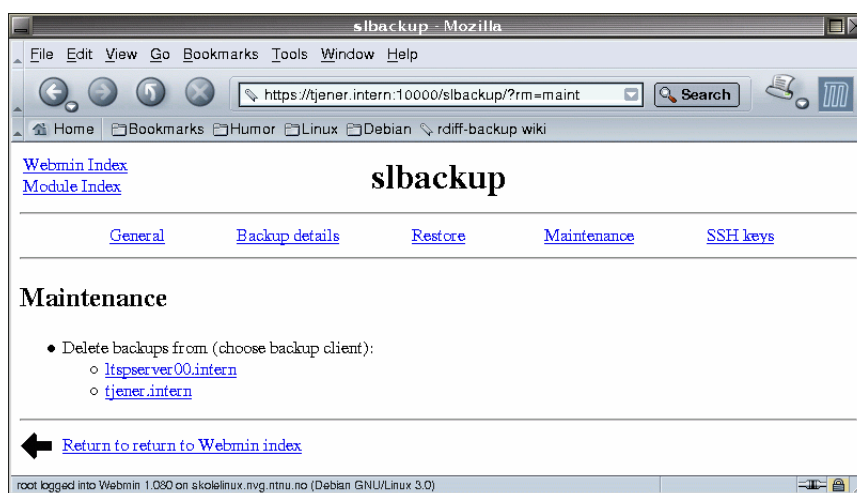 slbackup - Mozilla
File Edit View Go Bookmarks Tools Window Help
https://tjener.intern:10000/slbackup/?rm=maint Search
Home Bookmarks Humor Linux Debian rdiff-backup wiki
Webmin Index
Module Index
slbackup
General Backup details Restore Maintenance SSH keys
Maintenance
Delete backups from (choose backup client):
ltspserver00.intern
tjener.intern
Return to return to Webmin index
root logged into Webmin 1.080 on skolelinux.nvg.ntnu.no (Debian GNU/Linux 3.0)